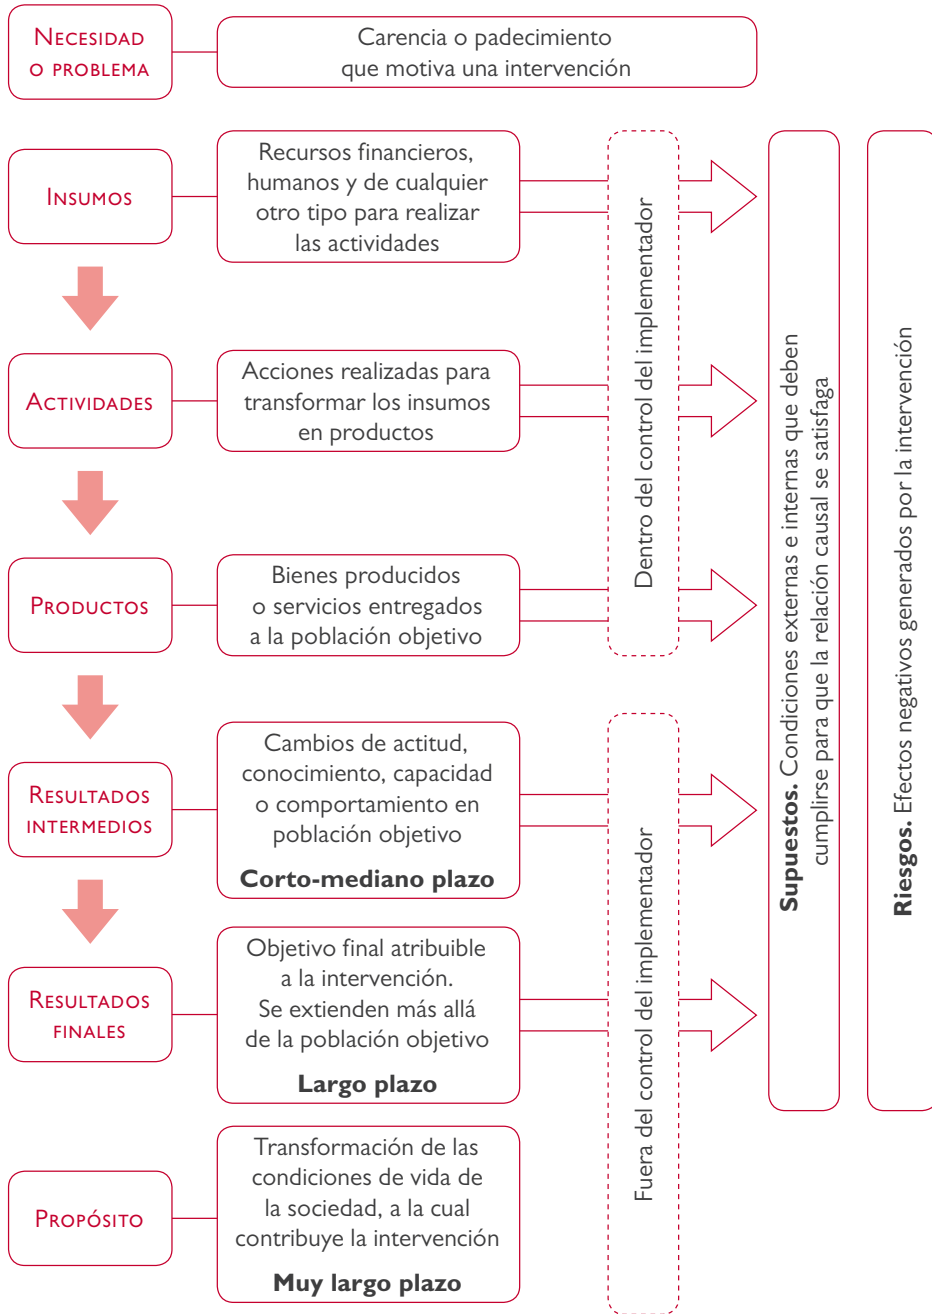 NECESIDAD
O PROBLEMA
Carencia o padecimiento
que motiva una intervención
INSUMOS
Recursos financieros,
humanos y de cualquier
otro tipo para realizar
las actividades
ACTIVIDADES
Acciones realizadas para
transformar los insumos
en productos
PRODUCTOS
Bienes producidos
o servicios entregados
a la población objetivo
Dentro del control del implementador
RESULTADOS
INTERMEDIOS
Cambios de actitud,
conocimiento, capacidad
o comportamiento en
población objetivo
Corto-mediano plazo
RESULTADOS
FINALES
Objetivo final atribuible
a la intervención.
Se extienden más allá
de la población objetivo
Largo plazo
PROPÓSITO
Transformación de las
condiciones de vida de
la sociedad, a la cual
contribuye la intervención
Muy largo plazo
Fuera del control del implementador
Supuestos. Condiciones externas e internas que deben
cumplirse para que la relación causal se satisfaga
Riesgos. Efectos negativos generados por la intervención